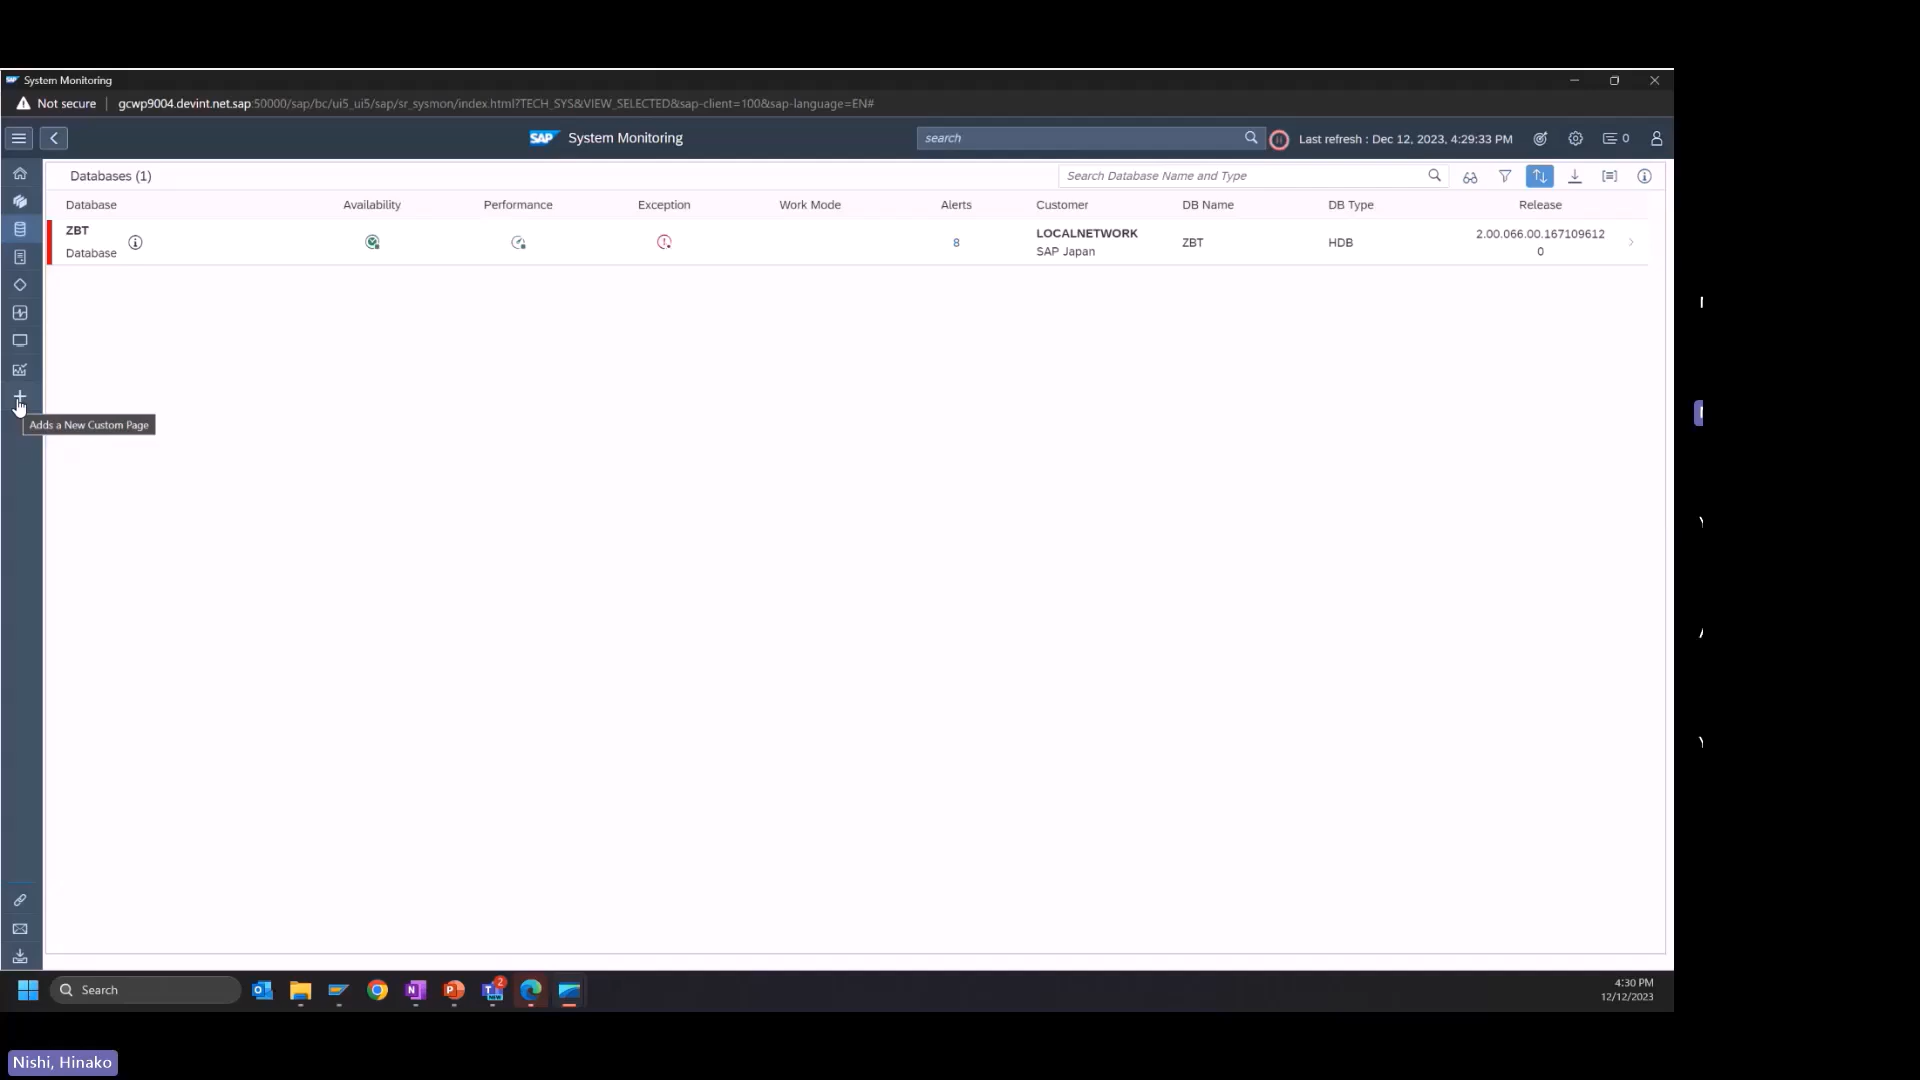 System Monitoring
Not secure | gcwp9004.devint.net.sap:50000/sap/bc/ui5_ui5/sap/sr_sysmon/index.html?TECH_SYS&VIEW_SELECTED&sap-client=100&sap-language=EN#
SAP System Monitoring search Last refresh : Dec 12, 2023, 4:29:33 PM 0
Databases (1) Search Database Name and Type
Database Availability Performance Exception Work Mode Alerts Customer DB Name DB Type Release
ZBT LOCALNETWORK 2.00.066.00.167109612
8 ZBT HDB
Database SAP Japan 0
Adds a New Custom Page
Search 2 4:30 PM
12/12/2023
Nishi, Hinako